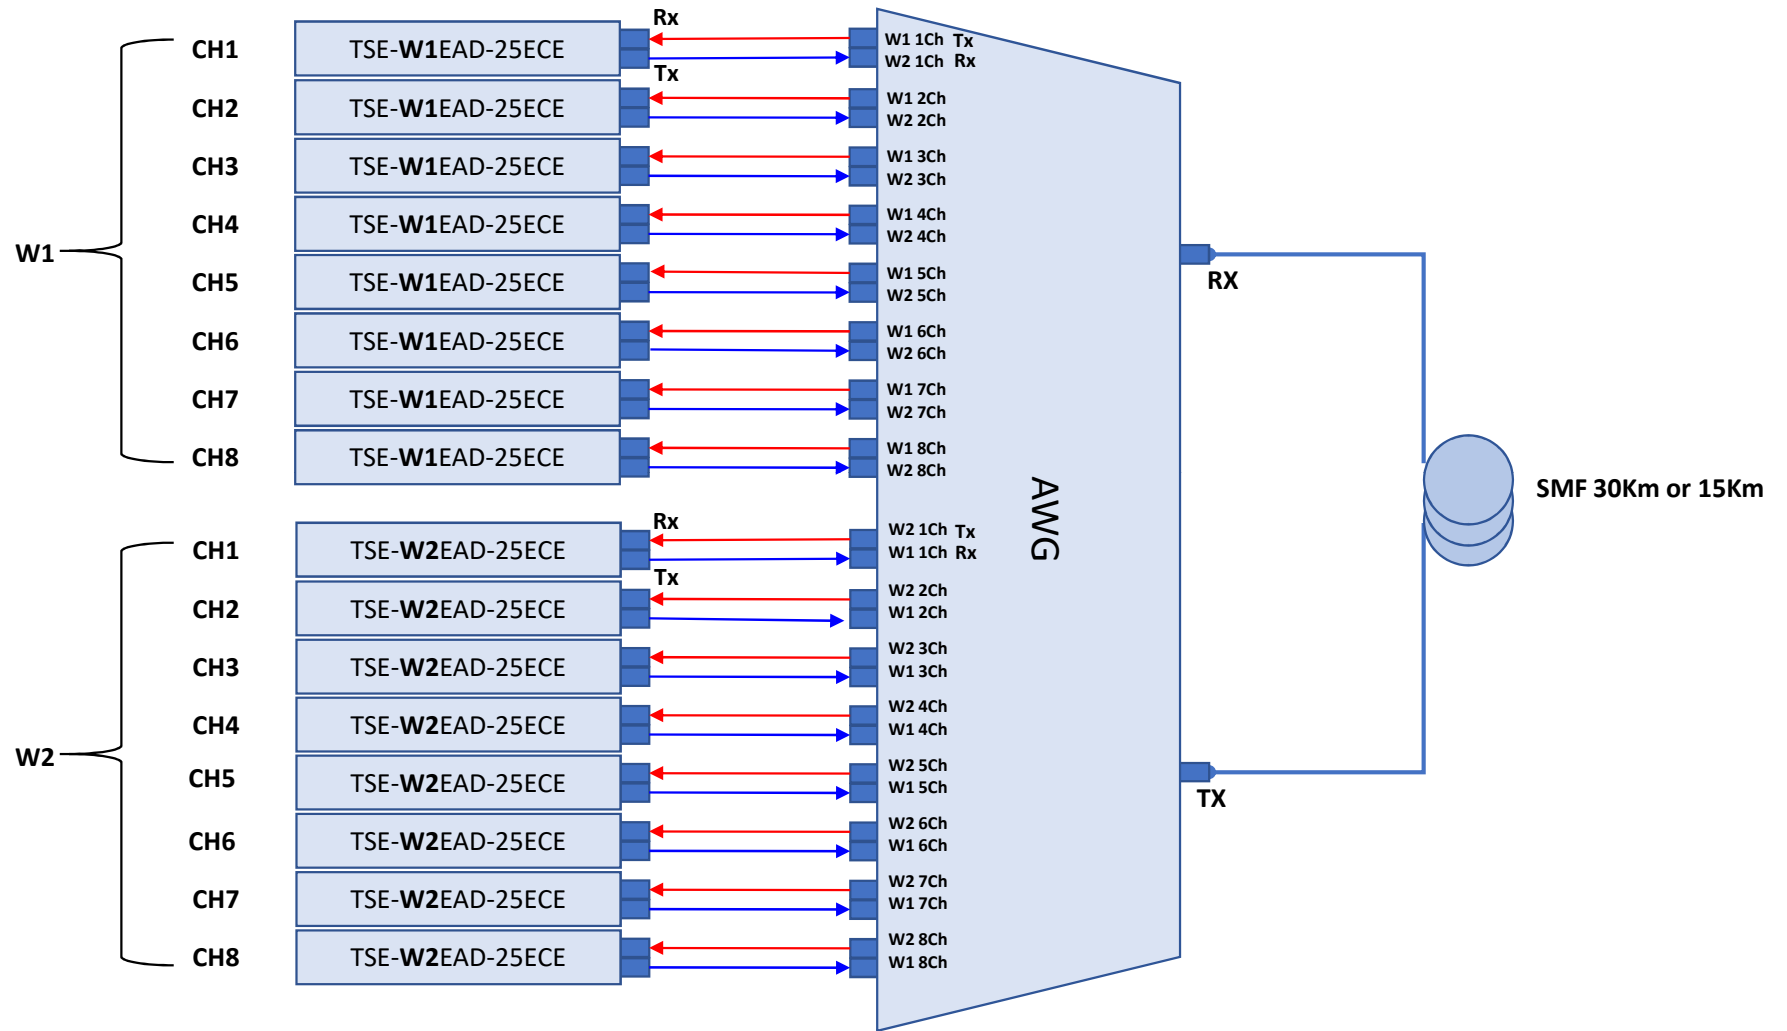 Rx
CH1 TSE-W1EAD-25ECE W1 1Ch Tx
W2 1Ch Rx
Tx
CH2 TSE-W1EAD-25ECE W1 2Ch
W2 2Ch
CH3 TSE-W1EAD-25ECE W1 3Ch
W2 3Ch
CH4 TSE-W1EAD-25ECE W1 4Ch
W2 4Ch
W1
CH5 TSE-W1EAD-25ECE W1 5Ch
W2 5Ch
RX
CH6 TSE-W1EAD-25ECE W1 6Ch
W2 6Ch
CH7 TSE-W1EAD-25ECE W1 7Ch
W2 7Ch
CH8 TSE-W1EAD-25ECE W1 8Ch
W2 8Ch
AWG
SMF 30Km or 15Km
Rx
CH1 TSE-W2EAD-25ECE W2 1Ch Tx
W1 1Ch Rx
Tx
CH2 TSE-W2EAD-25ECE W2 2Ch
W1 2Ch
CH3 TSE-W2EAD-25ECE W2 3Ch
W1 3Ch
CH4 TSE-W2EAD-25ECE W2 4Ch
W1 4Ch
W2
CH5 TSE-W2EAD-25ECE W2 5Ch
W1 5Ch
TX
CH6 TSE-W2EAD-25ECE W2 6Ch
W1 6Ch
CH7 TSE-W2EAD-25ECE W2 7Ch
W1 7Ch
CH8 TSE-W2EAD-25ECE W2 8Ch
W1 8Ch